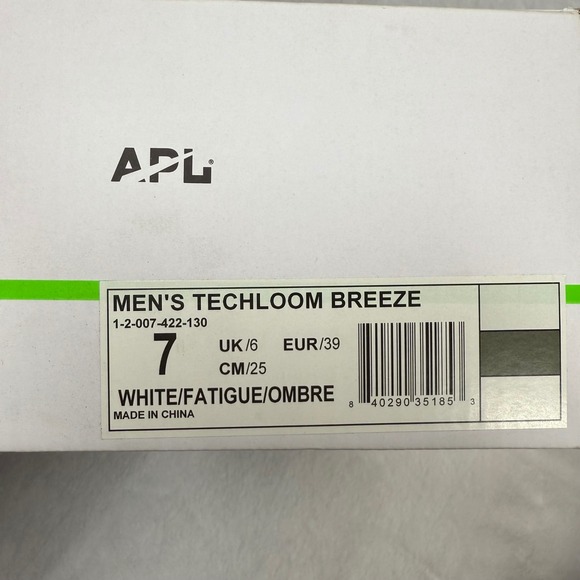 APL®
MEN'S TECHLOOM BREEZE
1-2-007-422-130
7 UK/6 EUR/39
CM/25
WHITE/FATIGUE/OMBRE
MADE IN CHINA
8 40290 35185 3